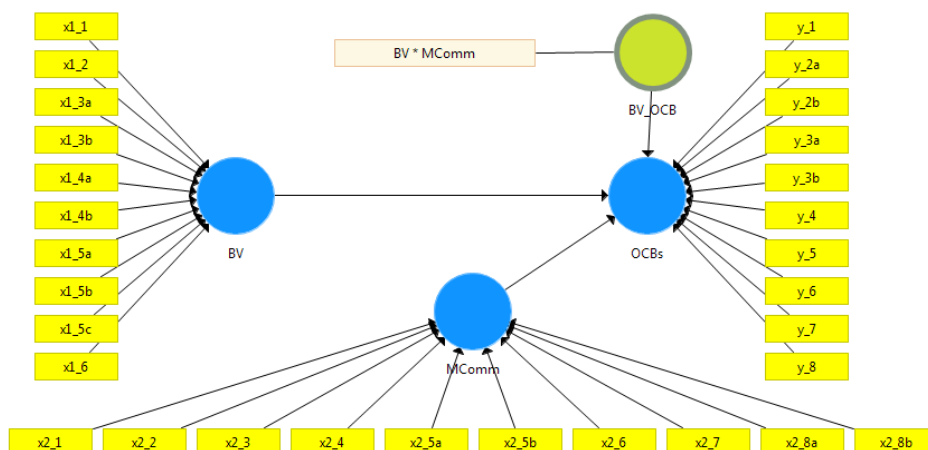 x1_1
x1_2
x1_3a
x1_3b
x1_4a
x1_4b
x1_5a
x1_5b
x1_5c
x1_6
BV
BV * MComm
BV_OCB
OCBs
MComm
y_1
y_2a
y_2b
y_3a
y_3b
y_4
y_5
y_6
y_7
y_8
x2_1
x2_2
x2_3
x2_4
x2_5a
x2_5b
x2_6
x2_7
x2_8a
x2_8b